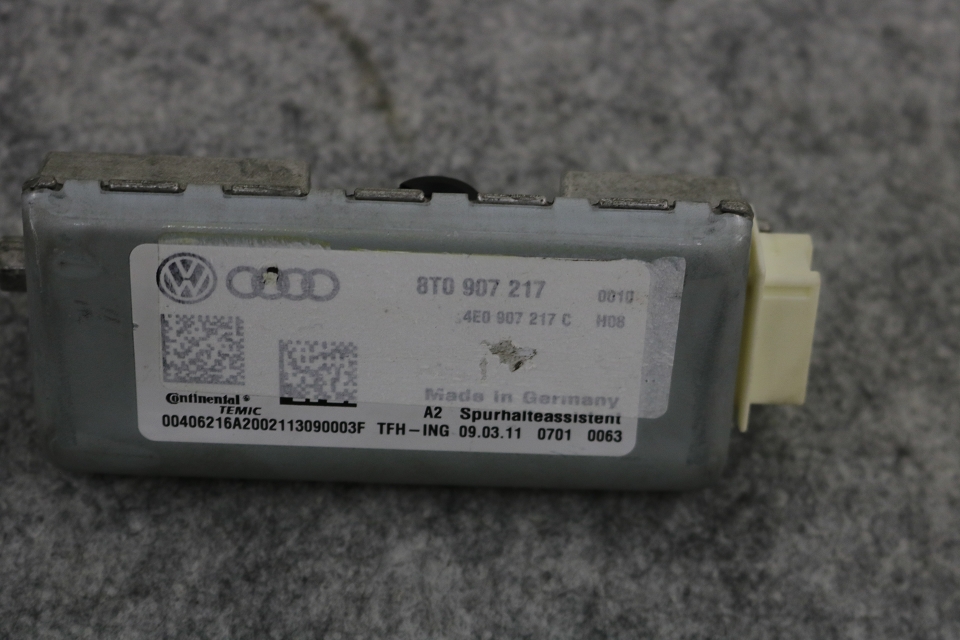 8T0 907 217 0010
4E0 907 217 C H08
Made in Germany
Continental®
TEMIC
A2 Spurhalteassistent
00406216A2002113090003F TFH-ING 09.03.11 0701 0063